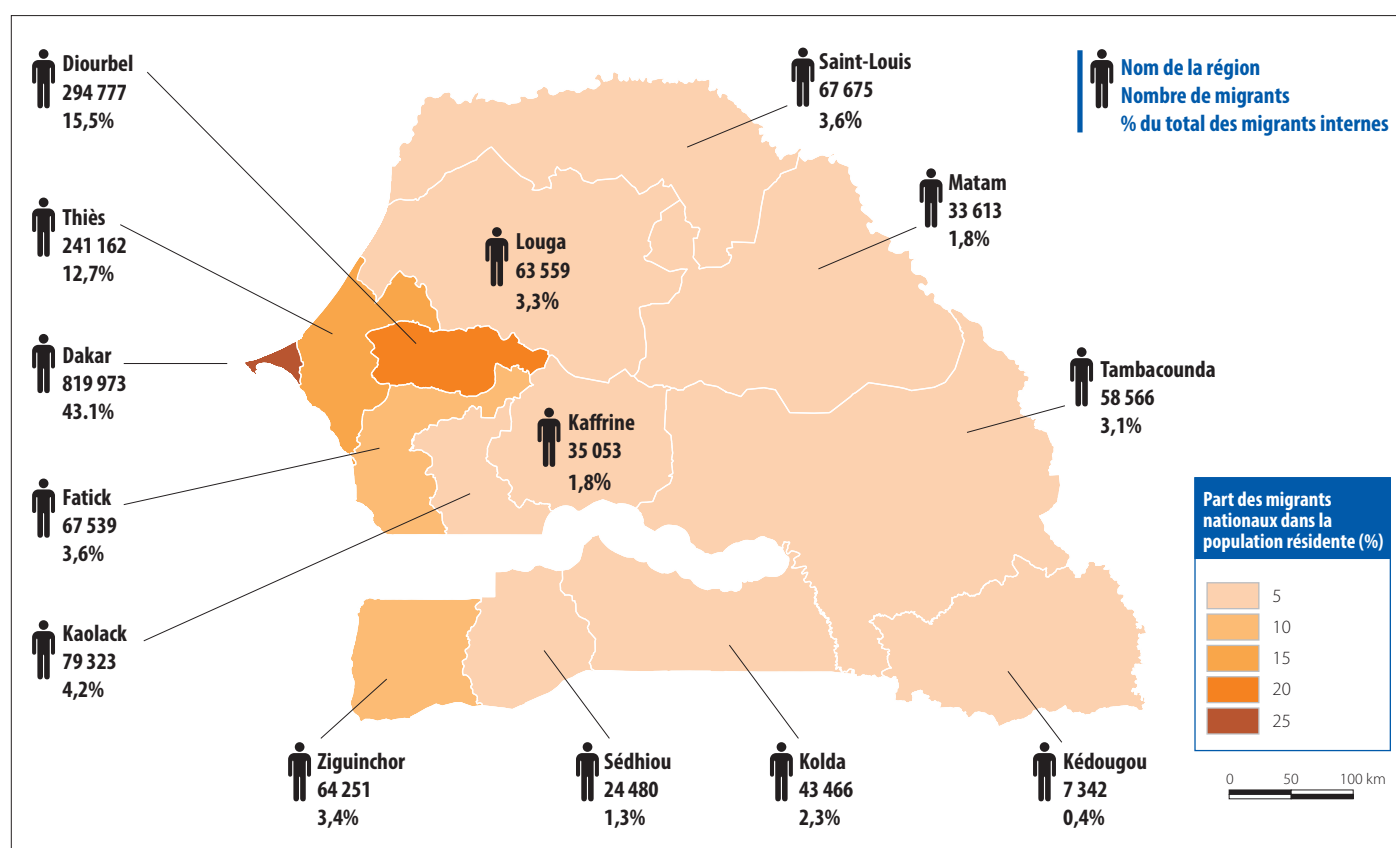 Diourbel
294 777
15,5%
Thiès
241 162
12,7%
Dakar
819 973
43.1%
Fatick
67 539
3,6%
Kaolack
79 323
4,2%
Saint-Louis
67 675
3,6%
Matam
33 613
1,8%
Louga
63 559
3,3%
Kaffrine
35 053
1,8%
Tambacounda
58 566
3,1%
Ziguinchor
64 251
3,4%
Sédhiou
24 480
1,3%
Kolda
43 466
2,3%
Kédougou
7 342
0,4%
Nom de la région
Nombre de migrants
% du total des migrants internes
Part des migrants
nationaux dans la
population résidente (%)
5
10
15
20
25
0 50 100 km